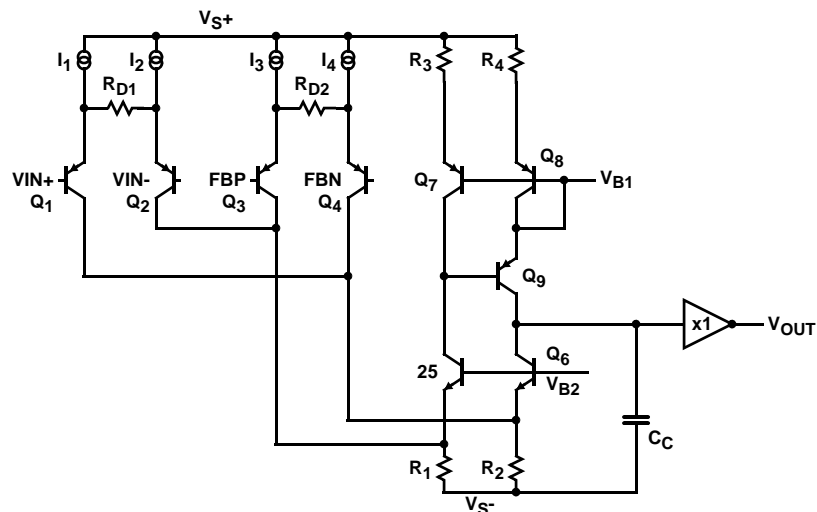 VS+
I1
I2
I3
I4
R3
R4
RD1
RD2
Q8
VIN+
VIN-
FBP
FBN
Q7
VB1
Q1
Q2
Q3
Q4
Q9
x1
VOUT
Q6
25
VB2
CC
R1
R2
VS-